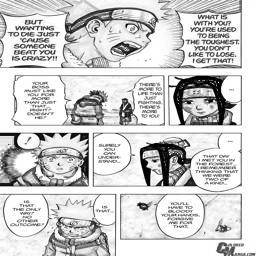 WHAT IS
WITH YOU!?
YOU'RE
USED TO
BEING THE
TOUGHEST.
YOU DON'T
LIKE TO LOSE.
I GET THAT!
BUT
WANTING
TO DIE JUST
'CAUSE
SOMEONE
BEAT YOU
IS CRAZY!!
THERE'S
MORE TO
LIFE THAN
JUST
FIGHTING.
THERE'S
MORE TO
YOU!
YOUR
BOSS MUST
LIKE YOU
FOR MORE
THAN JUST
THAT,
RIGHT?
DOESN'T
HE?
THAT DAY
I MET YOU IN
THE FOREST...
I REMEMBER
THINKING THAT
WE WERE
TWO OF
A KIND...
SURELY
YOU CAN
UNDER-
STAND...
YOU'LL
HAVE TO
BLOODY
YOUR HANDS.
FORGIVE
ME FOR
THAT.
IS
THAT...
IS
THAT THE
ONLY
WAY?
NO
OTHER
OUTCOME?
COLORED
MANGA.COM